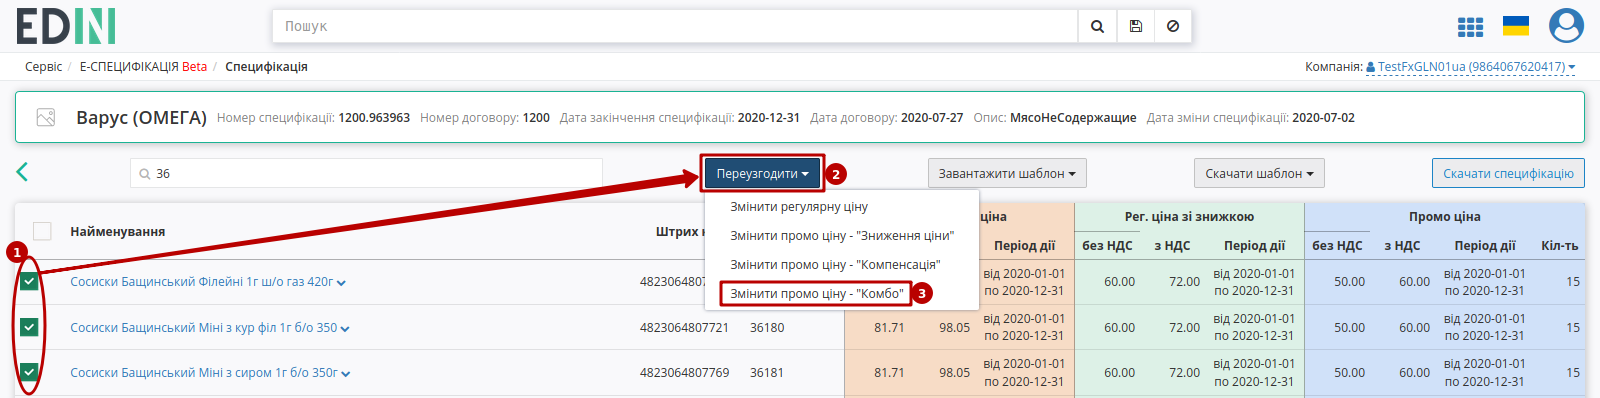 EDIN
Пошук
Сервіс / Е-СПЕЦИФІКАЦІЯ Beta / Специфікація
Компанія: TestFxGLN01ua (9864067620417)
Варус (ОМЕГА) Номер специфікації: 1200.963963 Номер договору: 1200 Дата закінчення специфікації: 2020-12-31 Дата договору: 2020-07-27 Опис: МясоНеСодержащие Дата зміни специфікації: 2020-07-02
36
Переузгодити
2
Завантажити шаблон
Скачати шаблон
Скачати специфікацію
Змінити регулярну ціну
Змінити промо ціну - "Зниження ціни"
Змінити промо ціну - "Компенсація"
Змінити промо ціну - "Комбо"
3
1
Найменування Штрих ціна Рег. ціна зі знижкою Промо ціна
Період дії без НДС з НДС Період дії без НДС з НДС Період дії Кіл-ть
Сосиски Бащинський Філейні 1г ш/о газ 420г 48230648 від 2020-01-01 по 2020-12-31 60.00 72.00 від 2020-01-01 по 2020-12-31 50.00 60.00 від 2020-01-01 по 2020-12-31 15
Сосиски Бащинський Міні з кур філ 1г б/о 350 4823064807721 36180 81.71 98.05 від 2020-01-01 по 2020-12-31 60.00 72.00 від 2020-01-01 по 2020-12-31 50.00 60.00 від 2020-01-01 по 2020-12-31 15
Сосиски Бащинський Міні з сиром 1г б/о 350г 4823064807769 36181 81.71 98.05 від 2020-01-01 по 2020-12-31 60.00 72.00 від 2020-01-01 по 2020-12-31 50.00 60.00 від 2020-01-01 по 2020-12-31 15